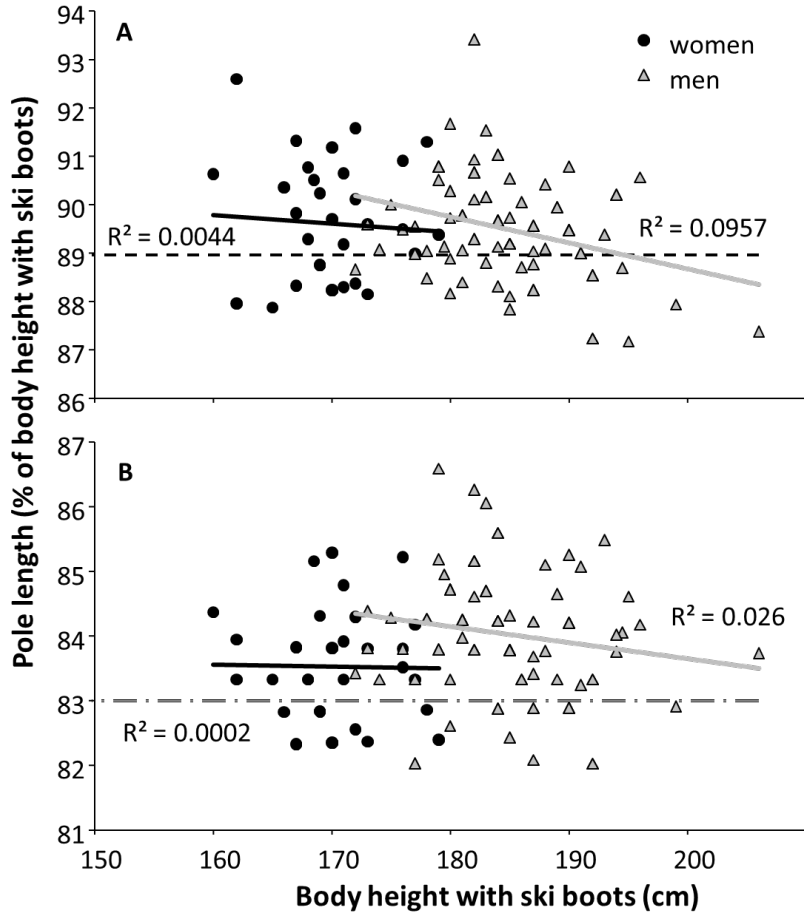 Pole length (% of body height with ski boots)
94
93
92
91
90
89
88
87
86
A
women
men
R² = 0.0044
R² = 0.0957
87
86
85
84
83
82
81
B
R² = 0.026
R² = 0.0002
150 160 170 180 190 200
Body height with ski boots (cm)